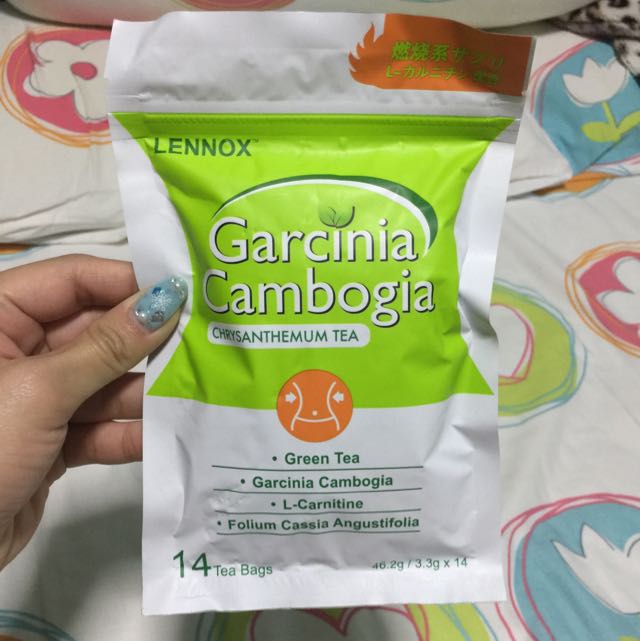 燃焼系サプリ
L-カルニチン
LENNOX™
Garcinia
Cambogia
CHRYSANTHEMUM TEA
• Green Tea
• Garcinia Cambogia
• L-Carnitine
• Folium Cassia Angustifolia
14 Tea Bags
46.2g / 3.3g x 14